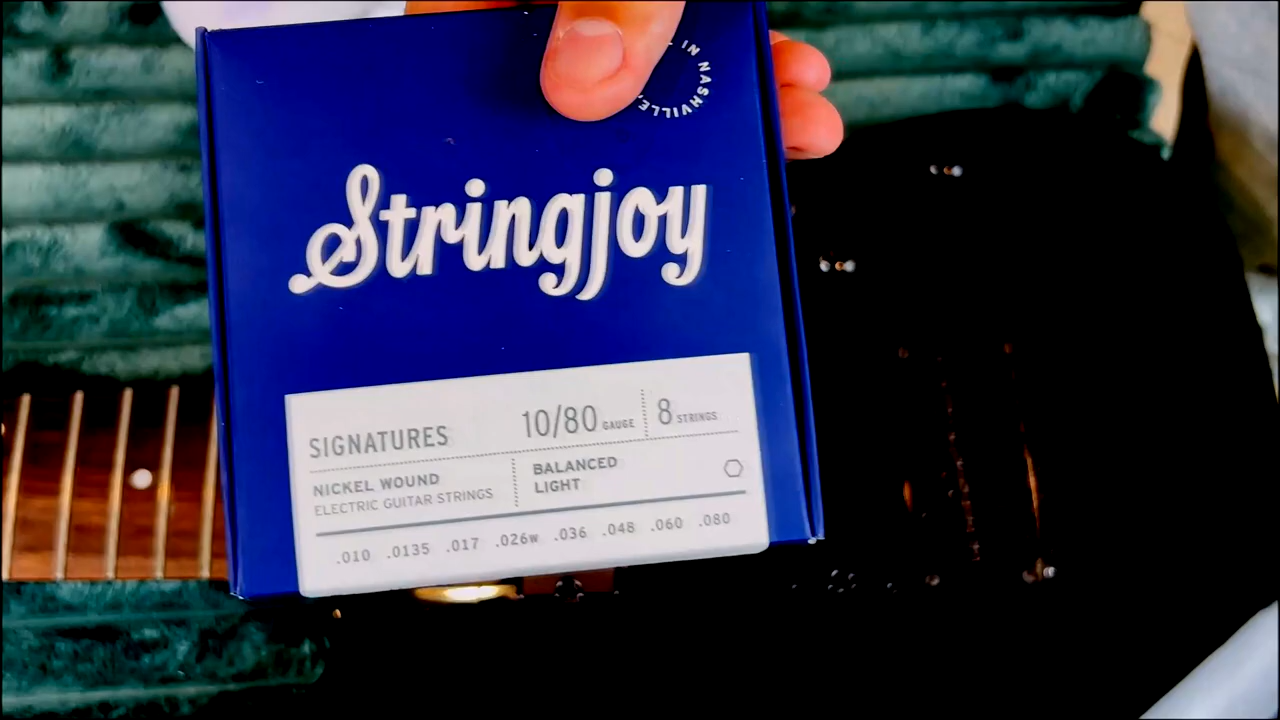 IN NASHVILLE,
Stringjoy
SIGNATURES 10/80 GAUGE 8 STRINGS
NICKEL WOUND
ELECTRIC GUITAR STRINGS
BALANCED
LIGHT
.010 .0135 .017 .026w .036 .048 .060 .080